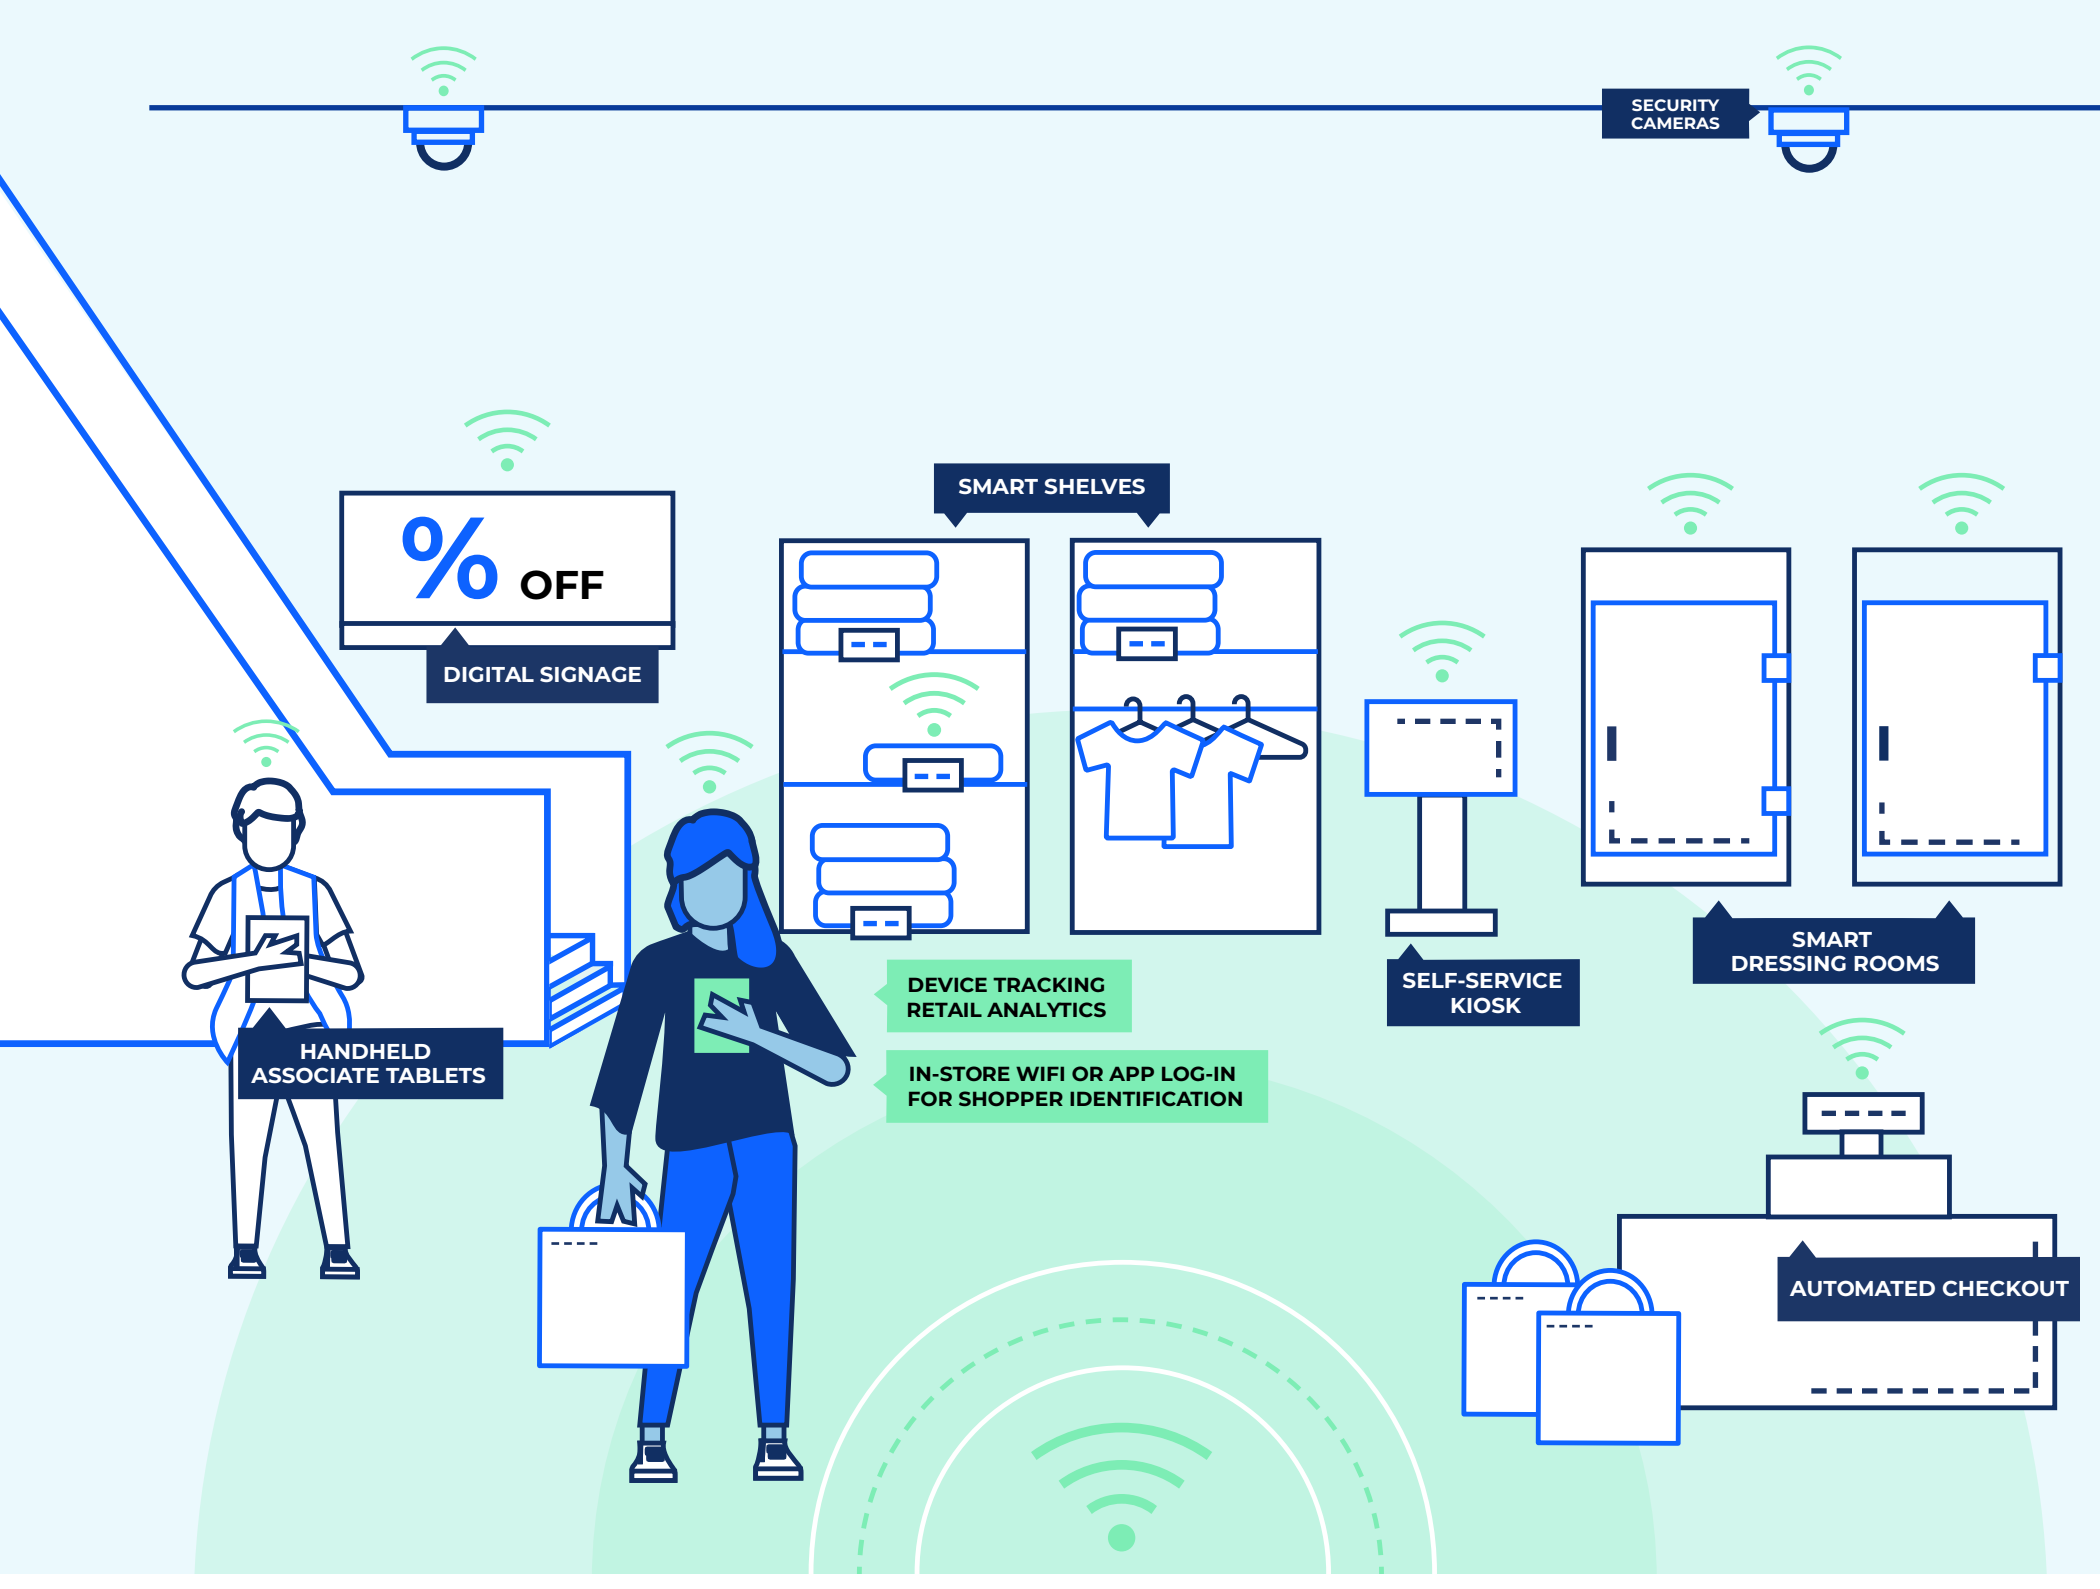 SECURITY
CAMERAS
% OFF
DIGITAL SIGNAGE
SMART SHELVES
SELF-SERVICE
KIOSK
SMART
DRESSING ROOMS
HANDHELD
ASSOCIATE TABLETS
DEVICE TRACKING
RETAIL ANALYTICS
IN-STORE WIFI OR APP LOG-IN
FOR SHOPPER IDENTIFICATION
AUTOMATED CHECKOUT